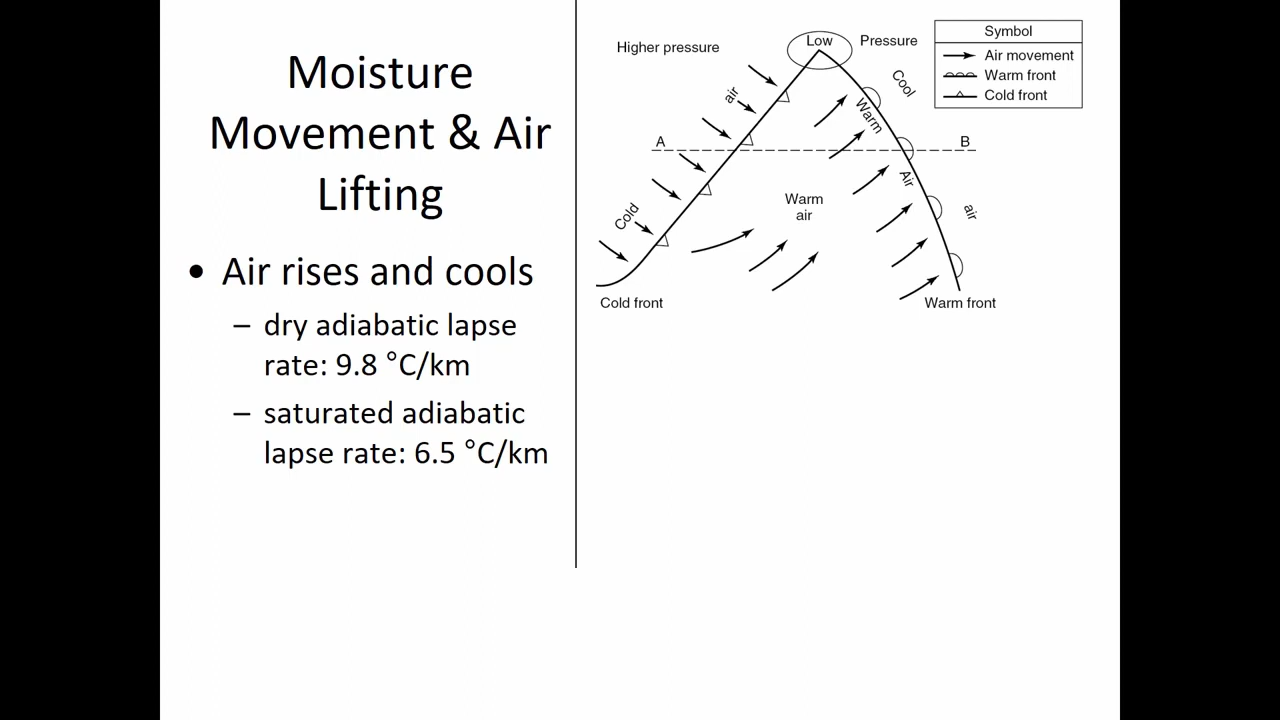 Moisture
Movement & Air
Lifting
• Air rises and cools
– dry adiabatic lapse
rate: 9.8 °C/km
– saturated adiabatic
lapse rate: 6.5 °C/km
Higher pressure
Low
Pressure
Symbol
Air movement
Warm front
Cold front
air
Cool
Warm
A
B
Air
Warm
air
Cold
air
Cold front
Warm front